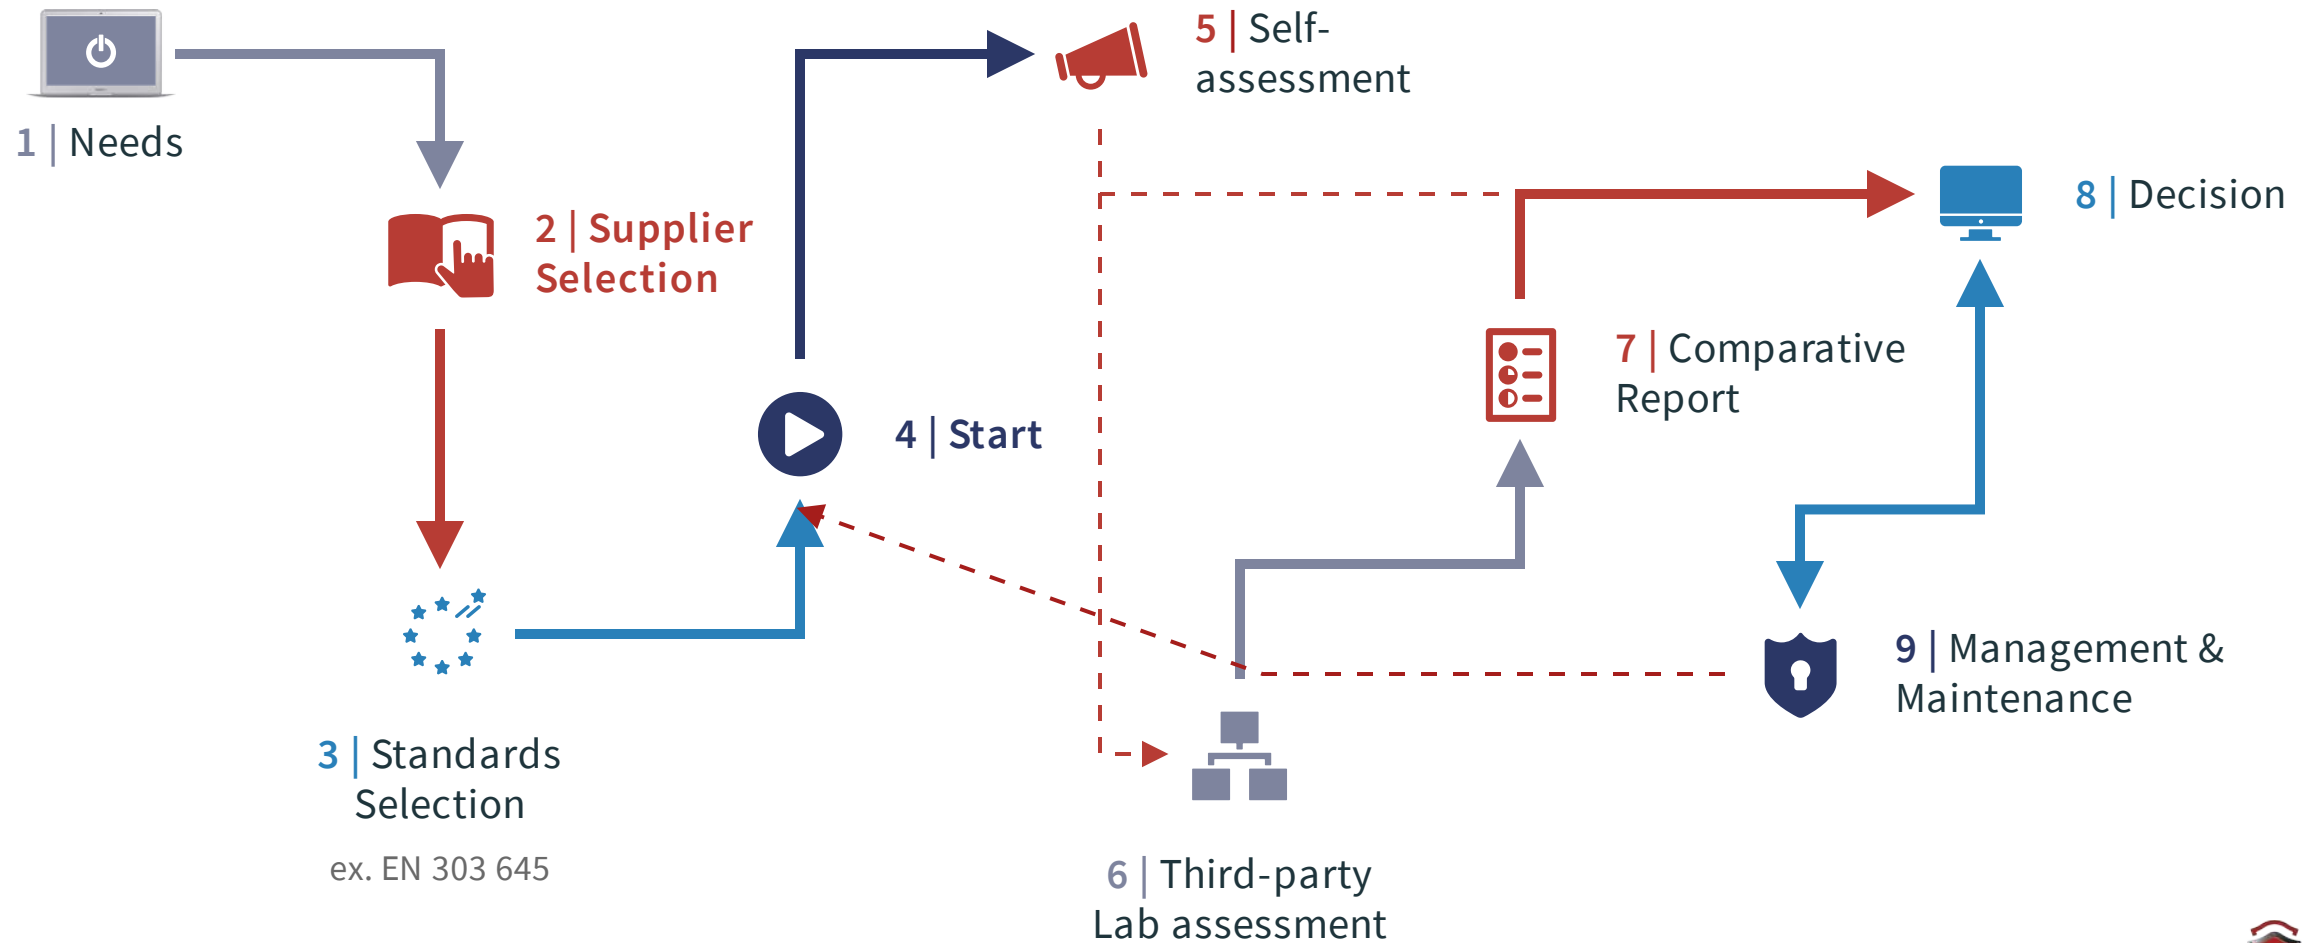 1 | Needs
2 | Supplier
Selection
3 | Standards
Selection
ex. EN 303 645
4 | Start
5 | Self-
assessment
6 | Third-party
Lab assessment
7 | Comparative
Report
8 | Decision
9 | Management &
Maintenance